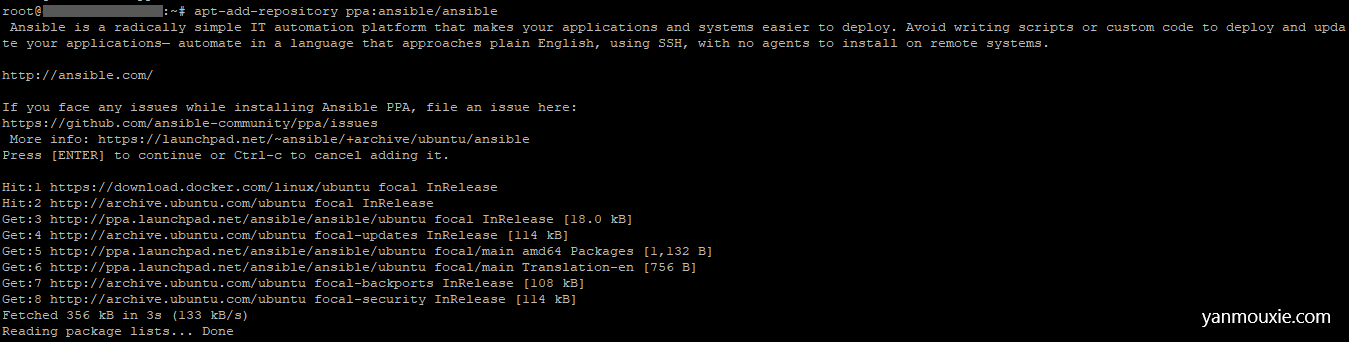 root@ :~# apt-add-repository ppa:ansible/ansible
Ansible is a radically simple IT automation platform that makes your applications and systems easier to deploy. Avoid writing scripts or custom code to deploy and upda
te your applications— automate in a language that approaches plain English, using SSH, with no agents to install on remote systems.
http://ansible.com/
If you face any issues while installing Ansible PPA, file an issue here:
https://github.com/ansible-community/ppa/issues
More info: https://launchpad.net/~ansible/+archive/ubuntu/ansible
Press [ENTER] to continue or Ctrl-c to cancel adding it.
Hit:1 https://download.docker.com/linux/ubuntu focal InRelease
Hit:2 http://archive.ubuntu.com/ubuntu focal InRelease
Get:3 http://ppa.launchpad.net/ansible/ansible/ubuntu focal InRelease [18.0 kB]
Get:4 http://archive.ubuntu.com/ubuntu focal-updates InRelease [114 kB]
Get:5 http://ppa.launchpad.net/ansible/ansible/ubuntu focal/main amd64 Packages [1,132 B]
Get:6 http://ppa.launchpad.net/ansible/ansible/ubuntu focal/main Translation-en [756 B]
Get:7 http://archive.ubuntu.com/ubuntu focal-backports InRelease [108 kB]
Get:8 http://archive.ubuntu.com/ubuntu focal-security InRelease [114 kB]
Fetched 356 kB in 3s (133 kB/s)
Reading package lists... Done
yanmouxie.com